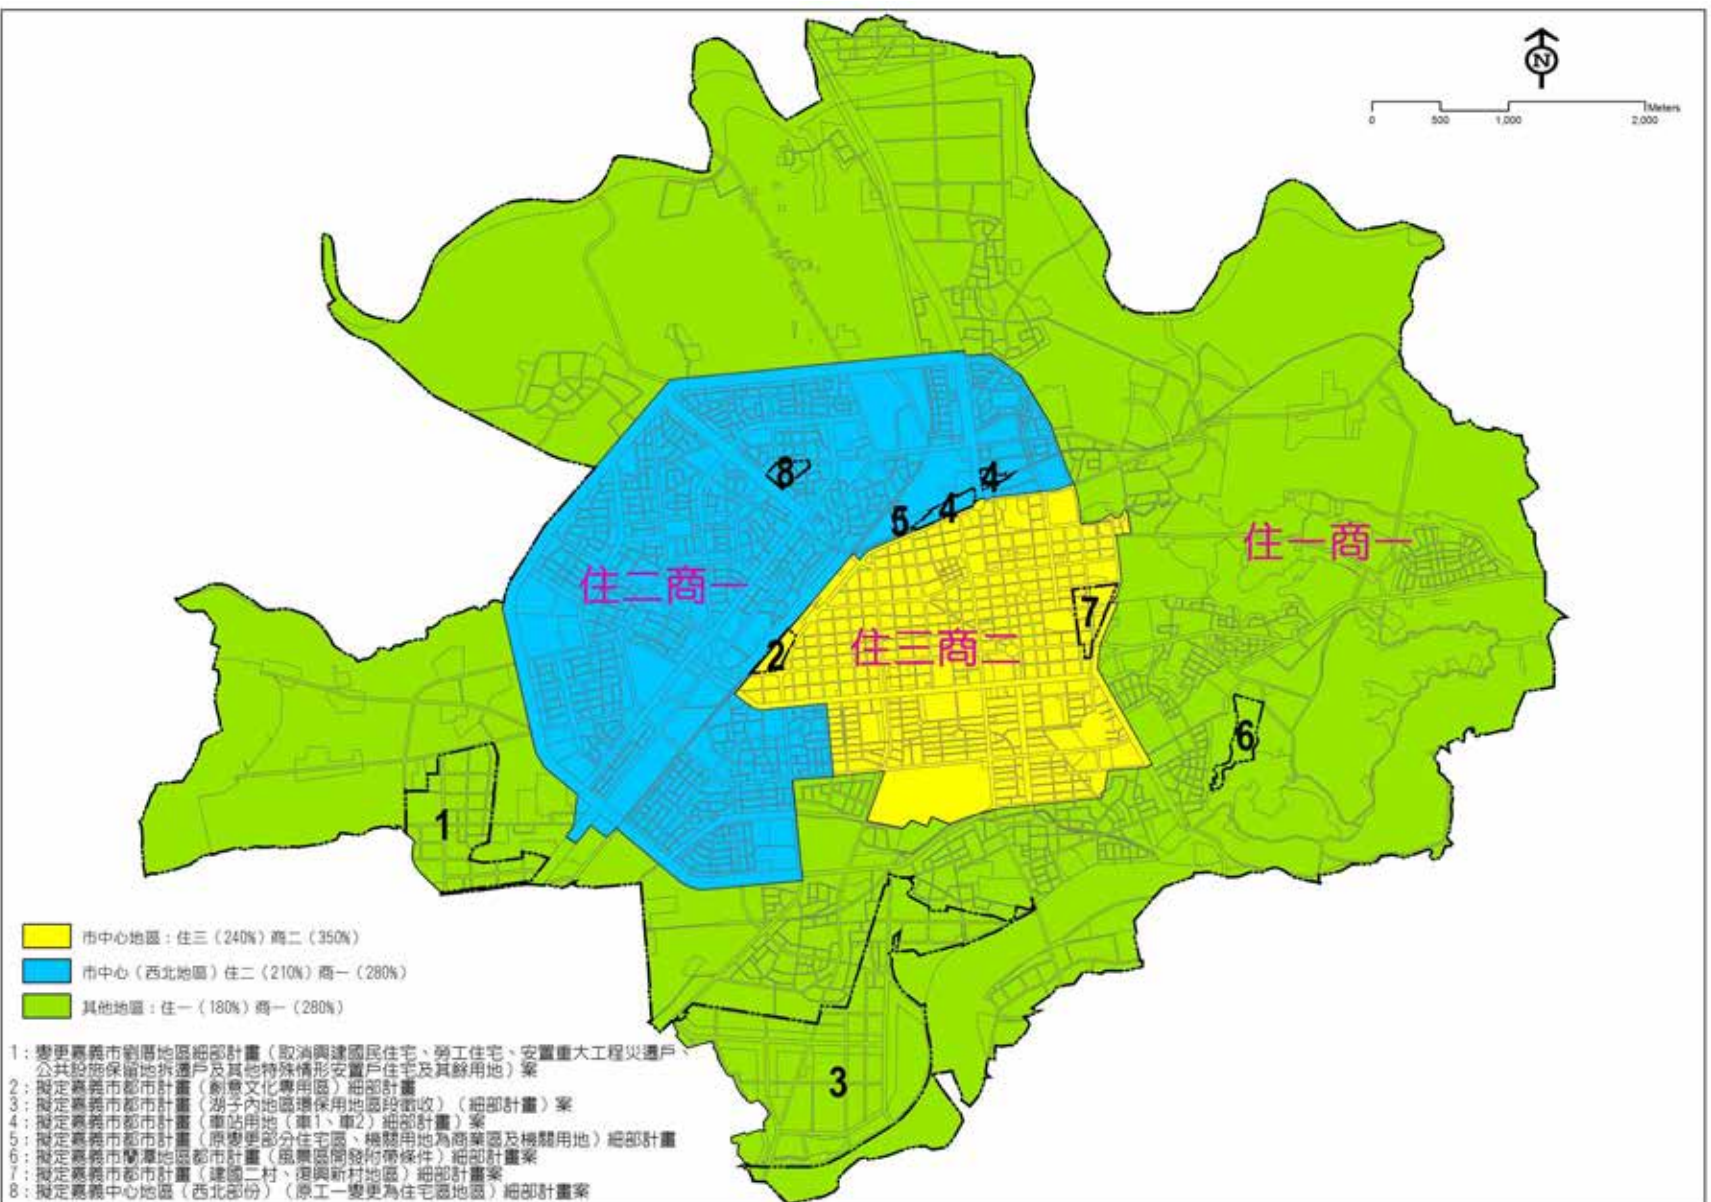 N
Meters
0 500 1,000 2,000
8
4
5 4
住一商一
住二商一
7
住三商二
2
6
1
3
市中心地區：住三（240%）商二（350%）
市中心（西北地區）住二（210%）商一（280%）
其他地區：住一（180%）商一（280%）
1：變更嘉義市劉厝地區細部計畫（取消興建國民住宅、勞工住宅、安置重大工程災遷戶、
公共設施保留地拆遷戶及其他特殊情形安置戶住宅及其餘用地）案
2：擬定嘉義市都市計畫（創意文化專用區）細部計畫
3：擬定嘉義市都市計畫（湖子內地區環保用地區段徵收）（細部計畫）案
4：擬定嘉義市都市計畫（車站用地（車1、車2）細部計畫）案
5：擬定嘉義市都市計畫（原變更部分住宅區、機關用地為商業區及機關用地）細部計畫
6：擬定嘉義市蘭潭地區都市計畫（風景區開發附帶條件）細部計畫案
7：擬定嘉義市都市計畫（建國二村、復興新村地區）細部計畫案
8：擬定嘉義中心地區（西北部份）（原工一變更為住宅區地區）細部計畫案